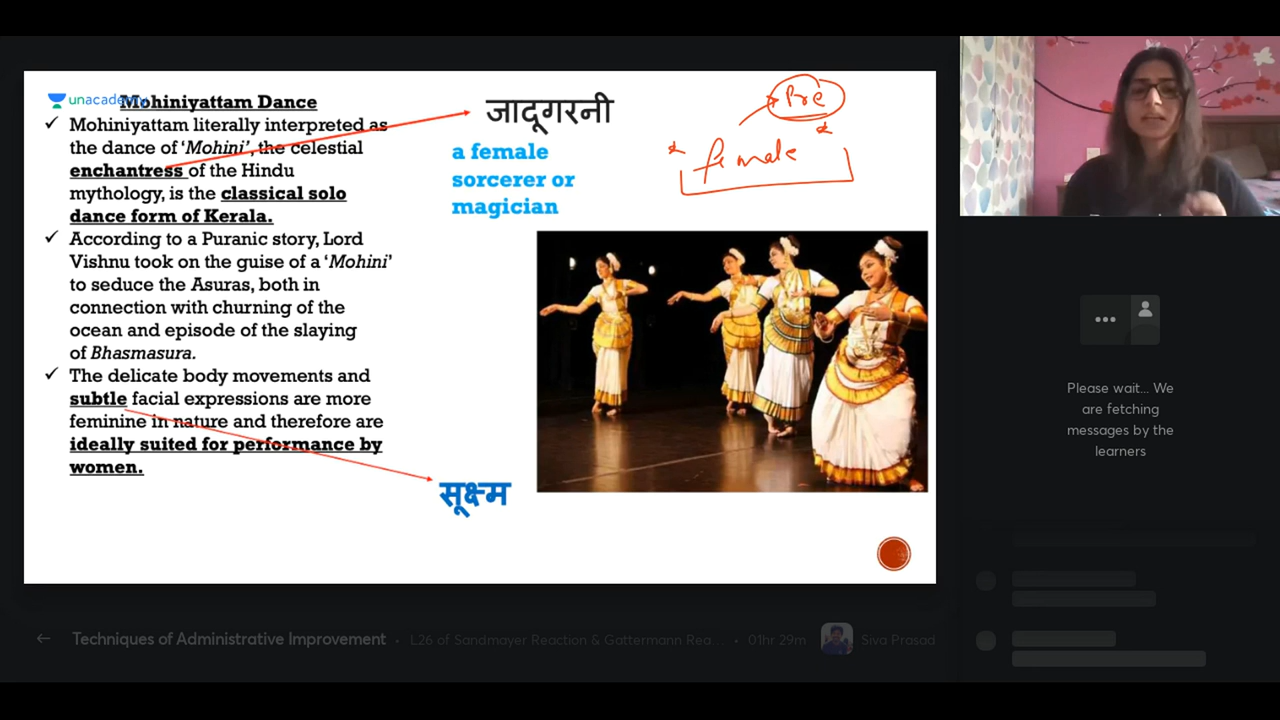 unacademy
Mohiniyattam Dance
✓ Mohiniyattam literally interpreted as
the dance of ‘Mohini’, the celestial
enchantress of the Hindu
mythology, is the classical solo
dance form of Kerala.
✓ According to a Puranic story, Lord
Vishnu took on the guise of a ‘Mohini’
to seduce the Asuras, both in
connection with churning of the
ocean and episode of the slaying
of Bhasmasura.
✓ The delicate body movements and
subtle facial expressions are more
feminine in nature and therefore are
ideally suited for performance by
women.
जादूगरनी
a female
sorcerer or
magician
Pre
female
सूक्ष्म
Please wait... We
are fetching
messages by the
learners
Techniques of Administrative Improvement • L26 of Sandmayer Reaction & Gattermann Rea... • 01hr 29m Siva Prasad